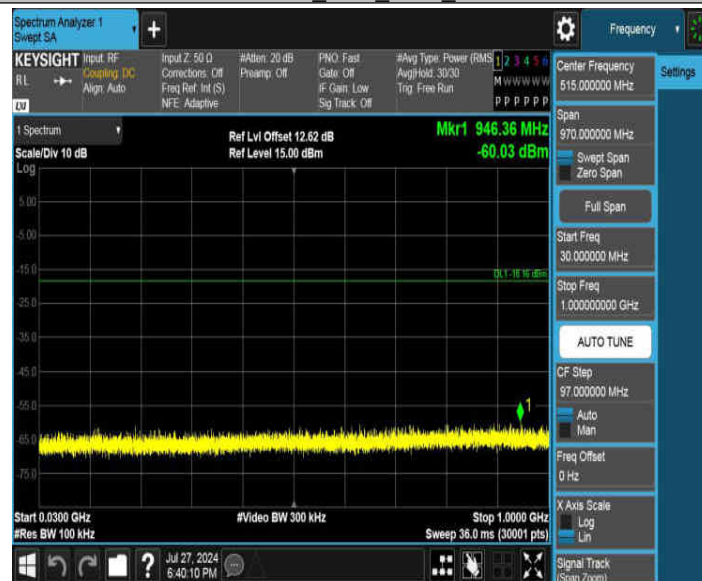 Spectrum Analyzer 1
Swept SA
+
Frequency
KEYSIGHT
RL
Input: RF
Coupling: DC
Align: Auto
Input Z: 50 Ω
Corrections: Off
Freq Ref: Int (S)
NFE: Adaptive
#Atten: 20 dB
Preamp: Off
PNO: Fast
Gate: Off
IF Gain: Low
Sig Track: Off
#Avg Type: Power (RMS
Avg|Hold: 30/30
Trig: Free Run
1 2 3 4 5 6
M W W W W W
P P P P P P
1 Spectrum
Scale/Div 10 dB
Log
Ref Lvl Offset 12.62 dB
Ref Level 15.00 dBm
Mkr1 946.36 MHz
-60.03 dBm
5.00
-5.00
-15.0
-25.0
-35.0
-45.0
-55.0
-65.0
-75.0
1
Start 0.0300 GHz
#Res BW 100 kHz
#Video BW 300 kHz
Stop 1.0000 GHz
Sweep 36.0 ms (30001 pts)
Center Frequency
515.000000 MHz
Settings
Span
970.000000 MHz
Swept Span
Zero Span
Full Span
Start Freq
30.000000 MHz
Stop Freq
1.000000000 GHz
AUTO TUNE
CF Step
97.000000 MHz
Auto
Man
Freq Offset
0 Hz
X Axis Scale
Log
Lin
Signal Track
(Span Zoom)
?
Jul 27, 2024
6:40:10 PM